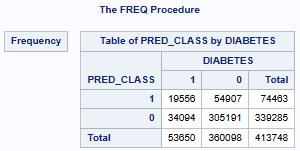 The FREQ Procedure
Frequency
Table of PRED_CLASS by DIABETES
DIABETES
PRED_CLASS 1 0 Total
1 19556 54907 74463
0 34094 305191 339285
Total 53650 360098 413748